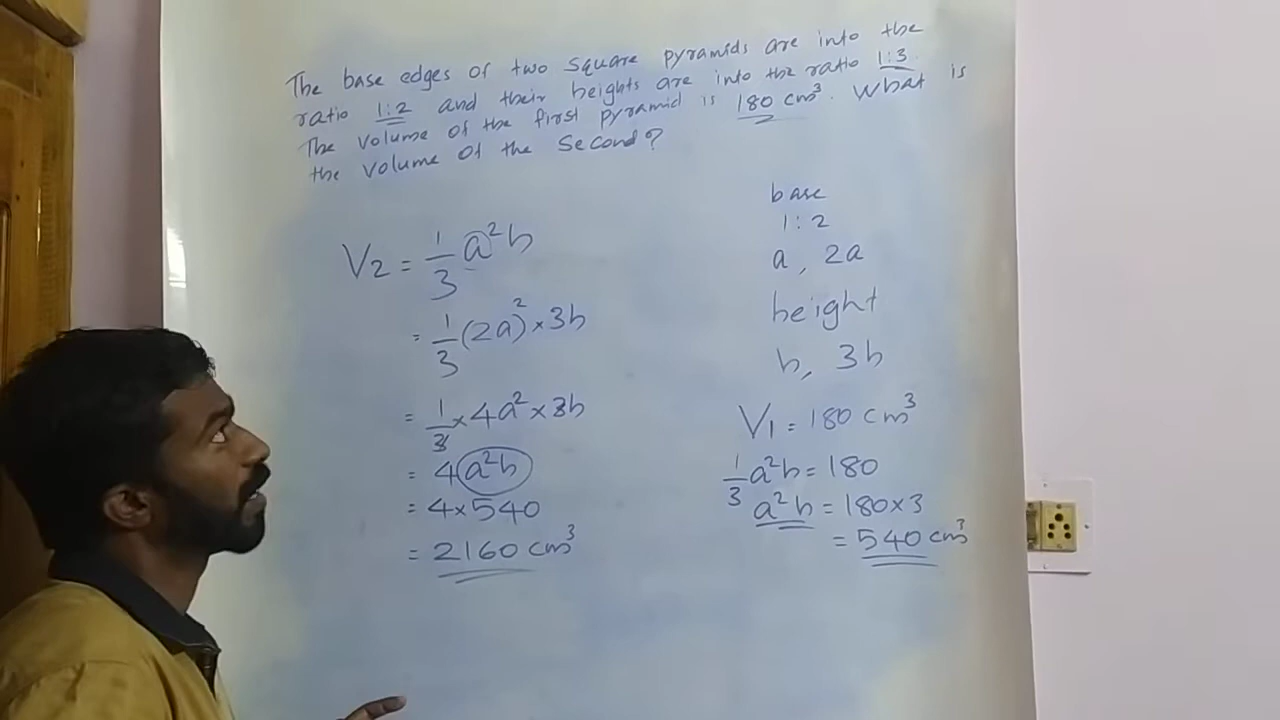 The base edges of two square pyramids are into the
ratio 1:2 and their heights are into the ratio 1:3.
The volume of the first pyramid is 180 cm³. What is
the volume of the second?
V2 = 1/3 a²h
= 1/3 (2a)² × 3h
= 1/3 × 4a² × 3h
= 4(a²h)
= 4×540
= 2160 cm³
base
1:2
a, 2a
height
h, 3h
V1 = 180 cm³
1/3 a²h = 180
a²h = 180×3
= 540 cm³